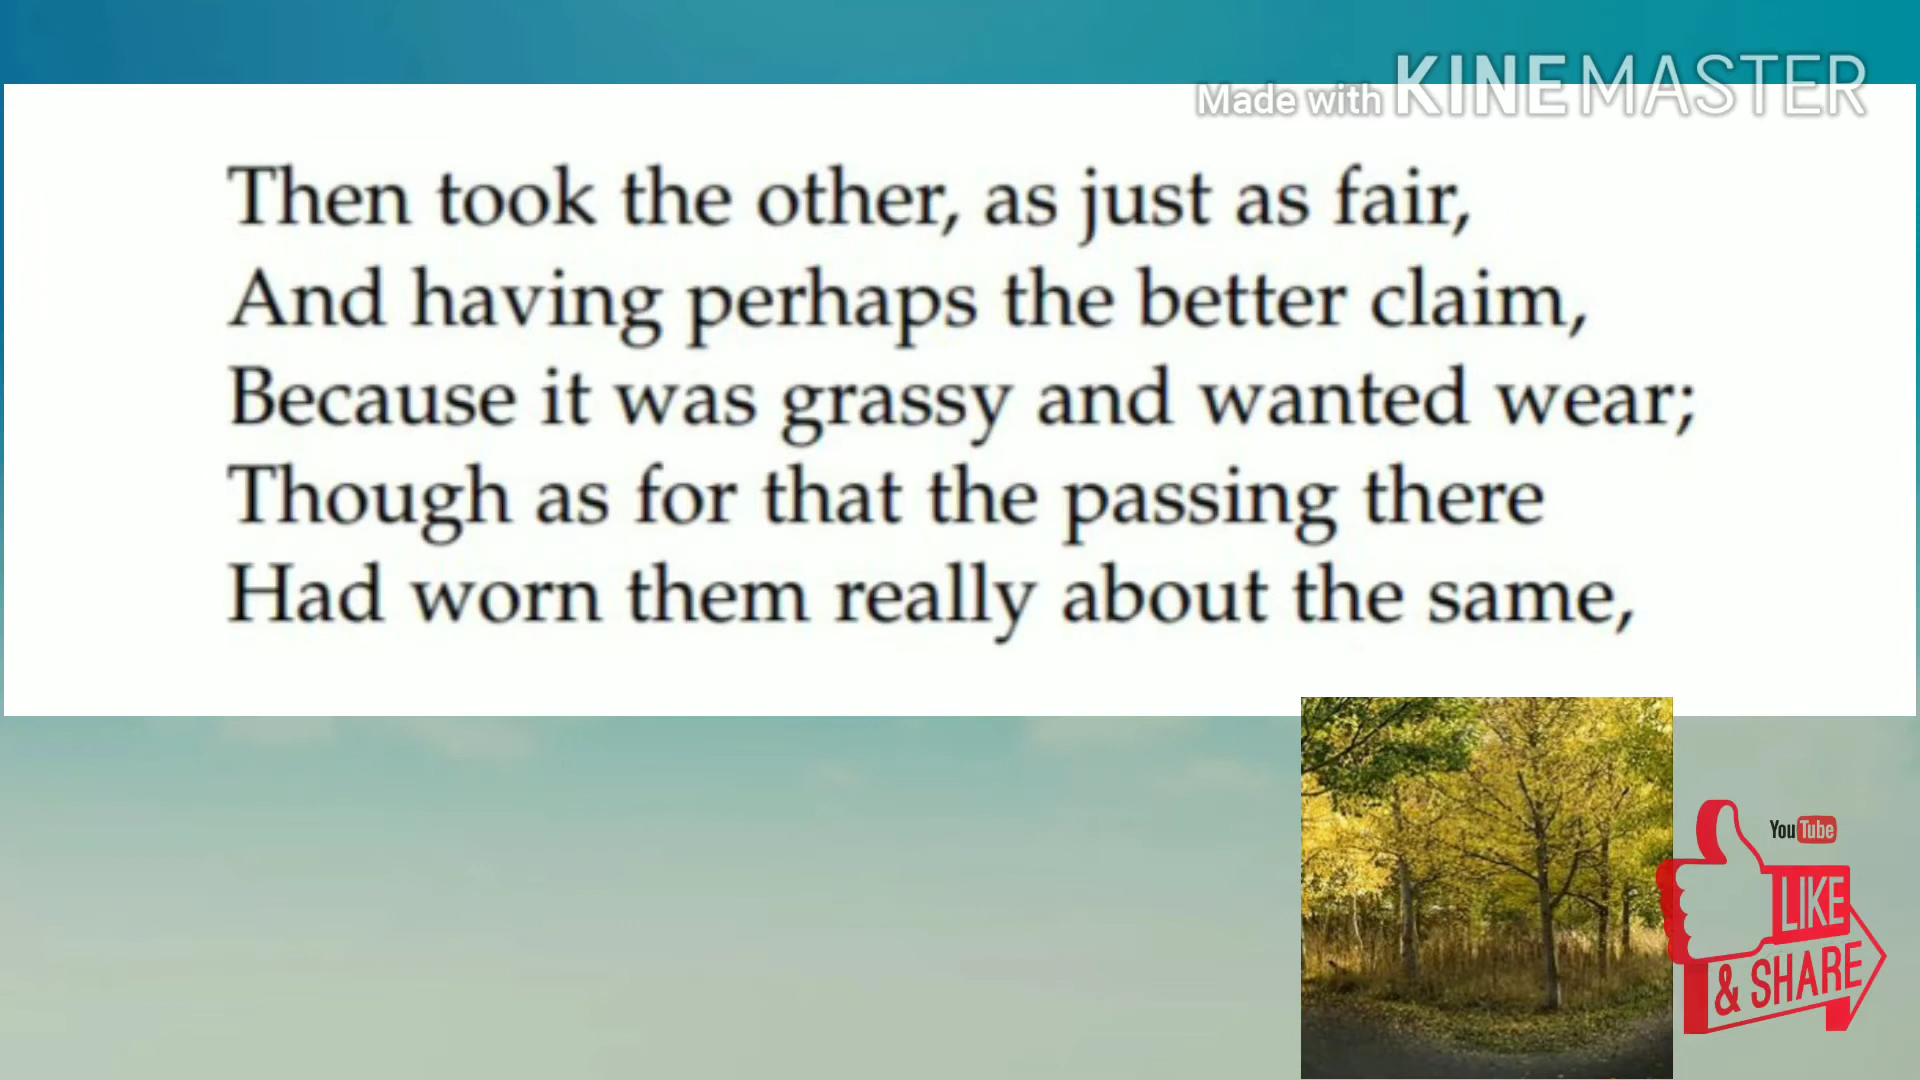 Made with KINEMASTER
Then took the other, as just as fair,
And having perhaps the better claim,
Because it was grassy and wanted wear;
Though as for that the passing there
Had worn them really about the same,
YouTube
LIKE
& SHARE